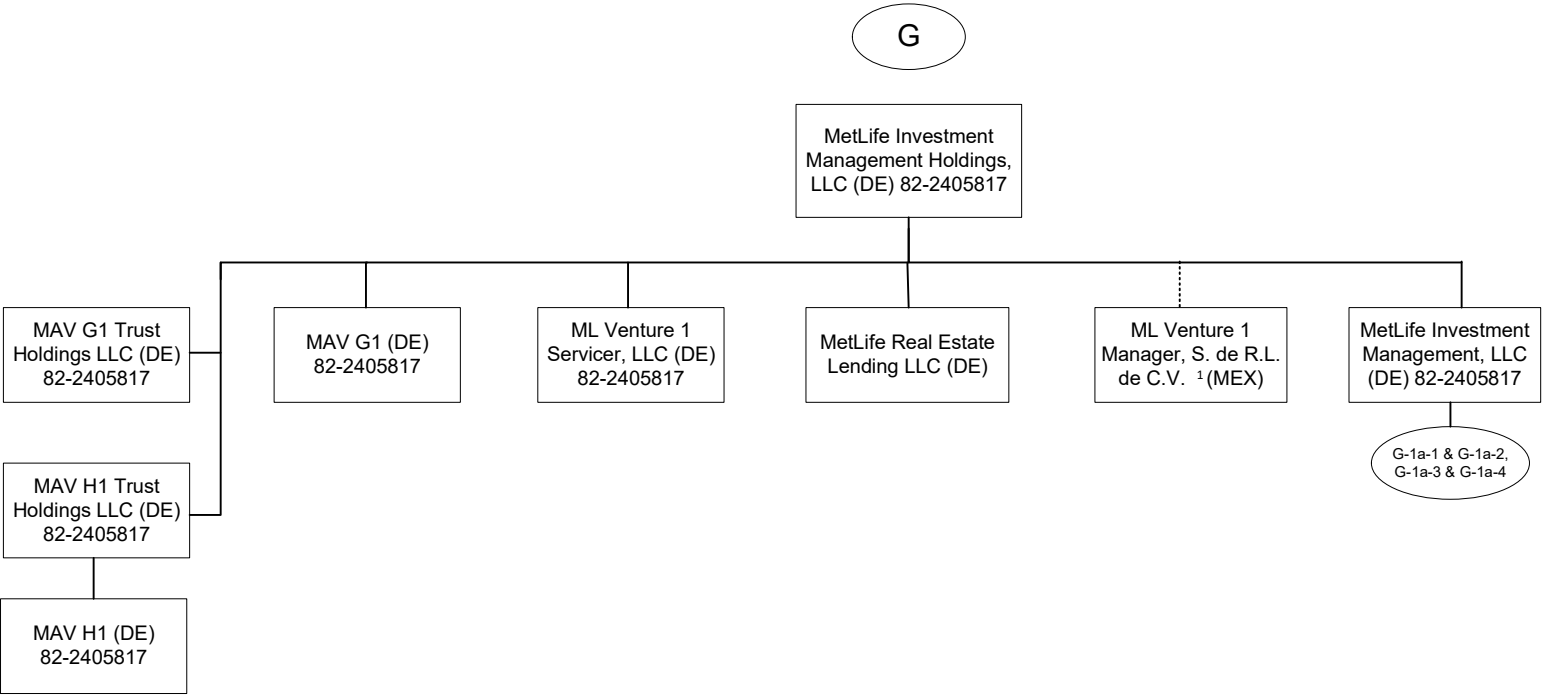 G
MetLife Investment
Management Holdings,
LLC (DE) 82-2405817
MAV G1 Trust
Holdings LLC (DE)
82-2405817
MAV G1 (DE)
82-2405817
ML Venture 1
Servicer, LLC (DE)
82-2405817
MetLife Real Estate
Lending LLC (DE)
ML Venture 1
Manager, S. de R.L.
de C.V. ¹ (MEX)
MetLife Investment
Management, LLC
(DE) 82-2405817
G-1a-1 & G-1a-2,
G-1a-3 & G-1a-4
MAV H1 Trust
Holdings LLC (DE)
82-2405817
MAV H1 (DE)
82-2405817